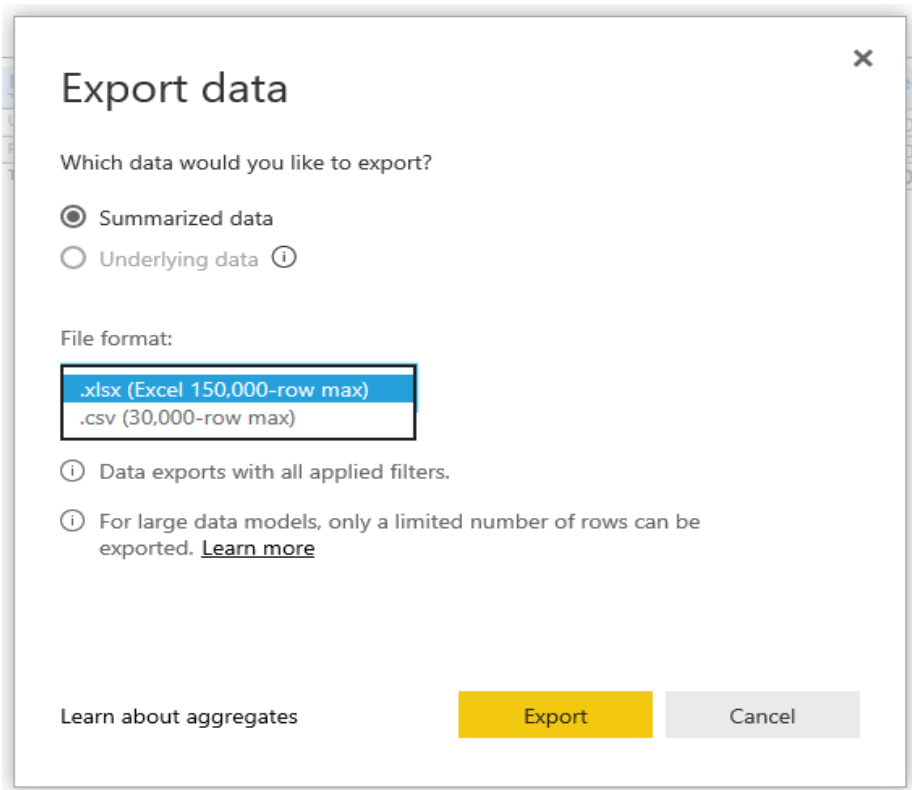 Export data
Which data would you like to export?
Summarized data
Underlying data
File format:
.xlsx (Excel 150,000-row max)
.csv (30,000-row max)
Data exports with all applied filters.
For large data models, only a limited number of rows can be
exported. Learn more
Learn about aggregates
Export
Cancel